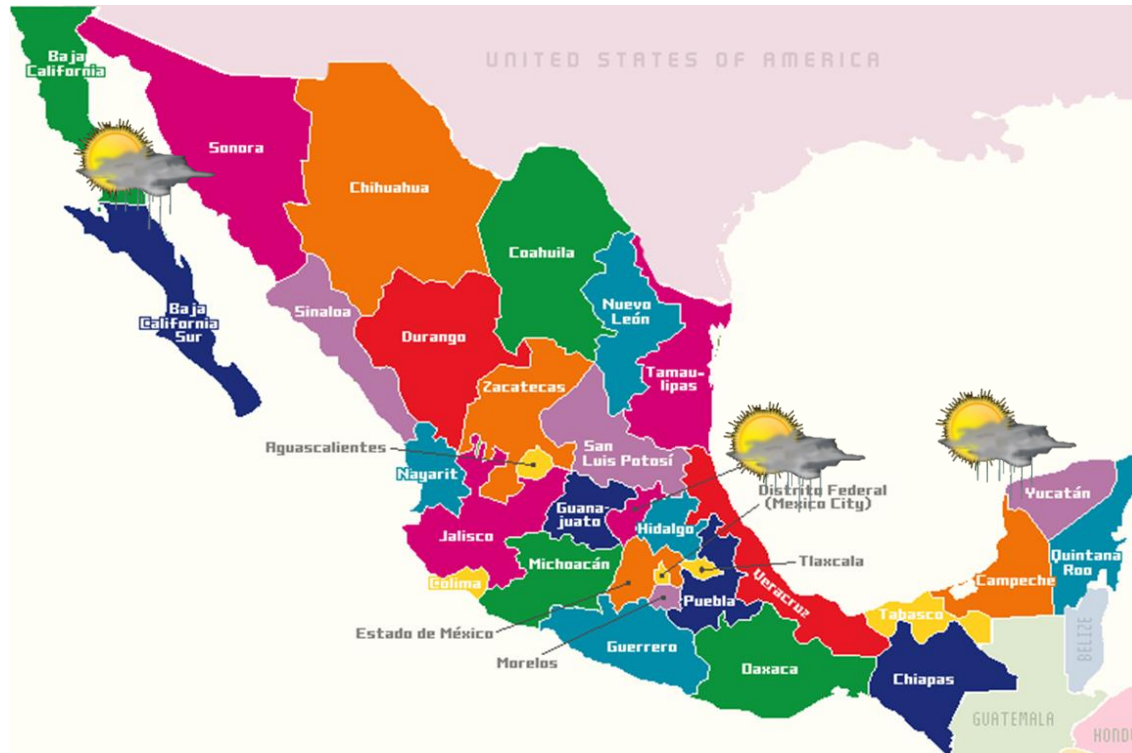 UNITED STATES OF AMERICA
Baja
California
Sonora
Chihuahua
Coahuila
Baja
California
Sur
Sinaloa
Nuevo
León
Durango
Tamau-
lipas
Zacatecas
Aguascalientes
San
Luis Potosí
Nayarit
Distrito Federal
(Mexico City)
Yucatán
Guana-
juato
Hidalgo
Jalisco
Michoacán
Tlaxcala
Quintana
Roo
Campeche
Colima
Veracruz
Puebla
Tabasco
Estado de México
Morelos
Guerrero
Oaxaca
Chiapas
BELIZE
GUATEMALA
HONDU